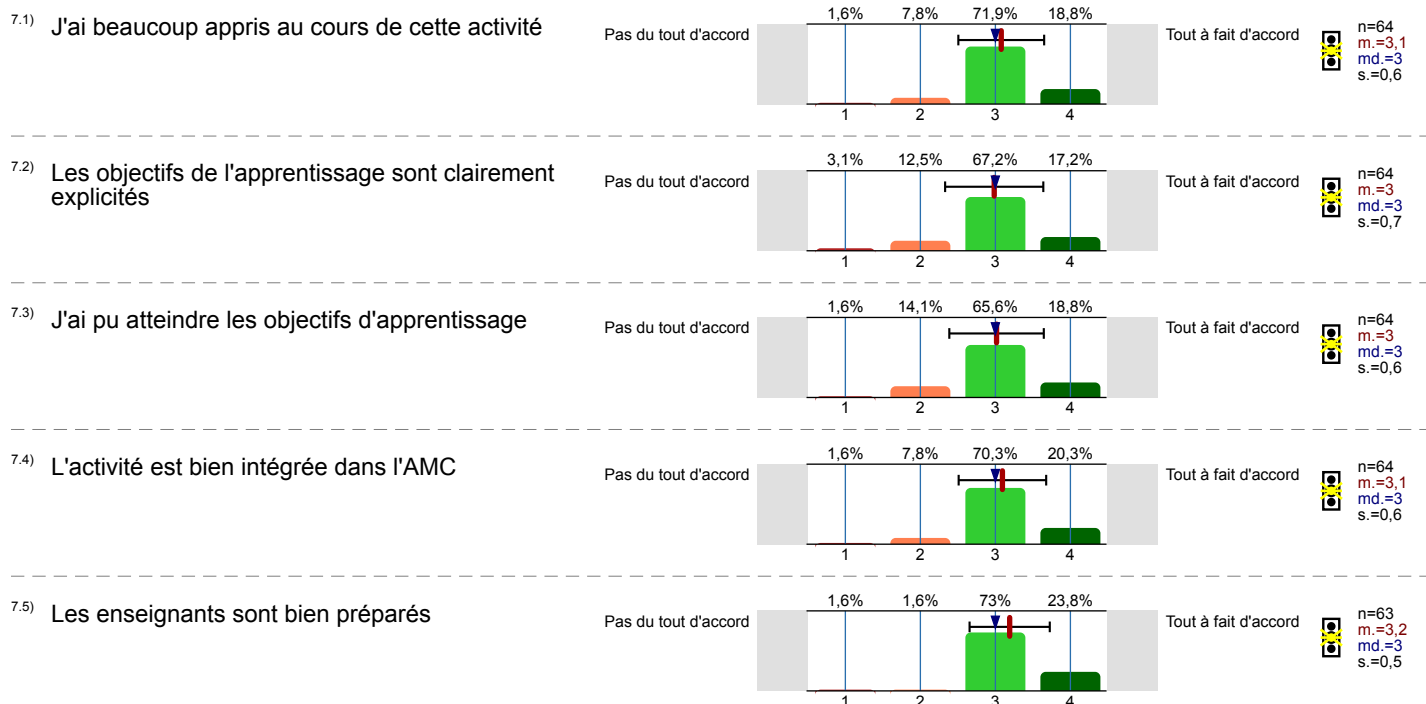 7.1) J'ai beaucoup appris au cours de cette activité
Pas du tout d'accord
1,6% 7,8% 71,9% 18,8%
1 2 3 4
Tout à fait d'accord
n=64
m.=3,1
md.=3
s.=0,6
7.2) Les objectifs de l'apprentissage sont clairement
explicités
Pas du tout d'accord
3,1% 12,5% 67,2% 17,2%
1 2 3 4
Tout à fait d'accord
n=64
m.=3
md.=3
s.=0,7
7.3) J'ai pu atteindre les objectifs d'apprentissage
Pas du tout d'accord
1,6% 14,1% 65,6% 18,8%
1 2 3 4
Tout à fait d'accord
n=64
m.=3
md.=3
s.=0,6
7.4) L'activité est bien intégrée dans l'AMC
Pas du tout d'accord
1,6% 7,8% 70,3% 20,3%
1 2 3 4
Tout à fait d'accord
n=64
m.=3,1
md.=3
s.=0,6
7.5) Les enseignants sont bien préparés
Pas du tout d'accord
1,6% 1,6% 73% 23,8%
1 2 3 4
Tout à fait d'accord
n=63
m.=3,2
md.=3
s.=0,5